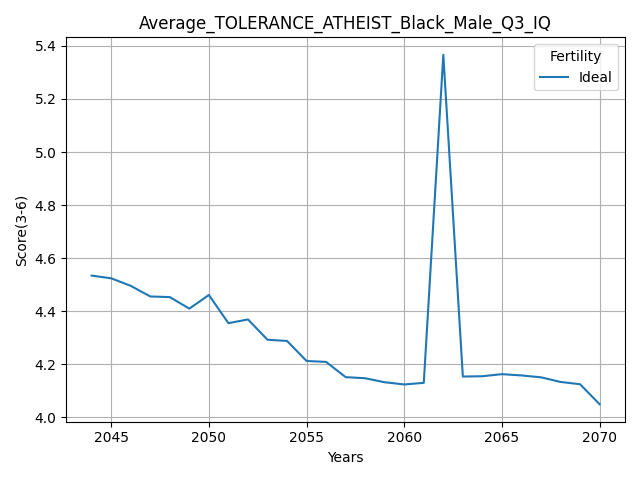 Average_TOLERANCE_ATHEIST_Black_Male_Q3_IQ
Fertility
Ideal
Score(3-6)
5.4
5.2
5.0
4.8
4.6
4.4
4.2
4.0
2045 2050 2055 2060 2065 2070
Years